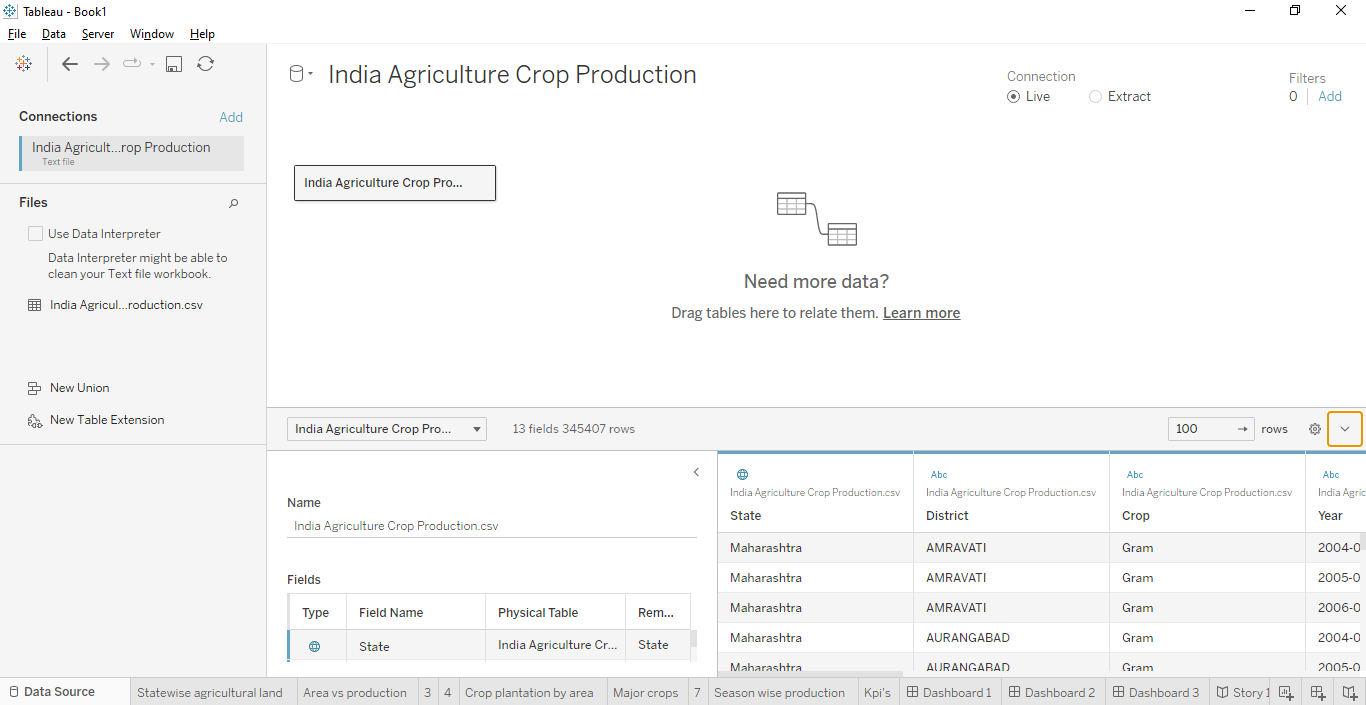 Tableau - Book1
File Data Server Window Help
India Agriculture Crop Production
Connection
Live Extract
Filters
0 Add
Connections Add
India Agricult...rop Production
Text file
Files
Use Data Interpreter
Data Interpreter might be able to
clean your Text file workbook.
India Agricul...roduction.csv
New Union
New Table Extension
India Agriculture Crop Pro...
Need more data?
Drag tables here to relate them. Learn more
India Agriculture Crop Pro... 13 fields 345407 rows 100 rows
Name
India Agriculture Crop Production.csv
Fields
Type Field Name Physical Table Rem...
State India Agriculture Cr... State
Abc Abc Abc
India Agriculture Crop Production.csv India Agriculture Crop Production.csv India Agriculture Crop Production.csv India Agric
State District Crop Year
Maharashtra AMRAVATI Gram 2004-0
Maharashtra AMRAVATI Gram 2005-0
Maharashtra AMRAVATI Gram 2006-0
Maharashtra AURANGABAD Gram 2004-0
Maharashtra AURANGABAD Gram 2005-0
Data Source Statewise agricultural land Area vs production 3 4 Crop plantation by area Major crops 7 Season wise production Kpi's Dashboard 1 Dashboard 2 Dashboard 3 Story 1